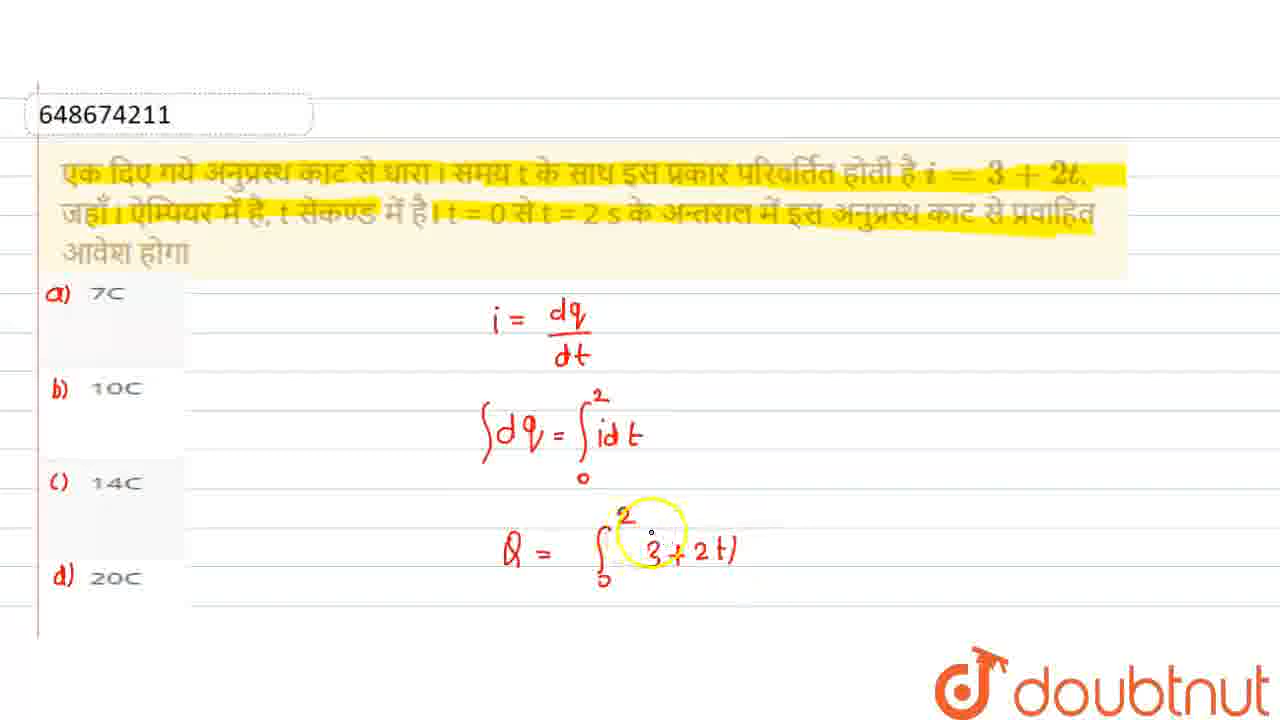 648674211
एक दिए गये अनुप्रस्थ काट से धारा I समय t के साथ इस प्रकार परिवर्तित होती है i = 3 + 2t,
जहाँ । ऐम्पियर में है, t सेकण्ड में है। t = 0 से t = 2 s के अन्तराल में इस अनुप्रस्थ काट से प्रवाहित
आवेश होगा
a) 7C
i = dq/dt
b) 10C
∫dq = ∫₀² idt
c) 14C
Q = ∫₀² 3+2t)
d) 20C
doubtnut